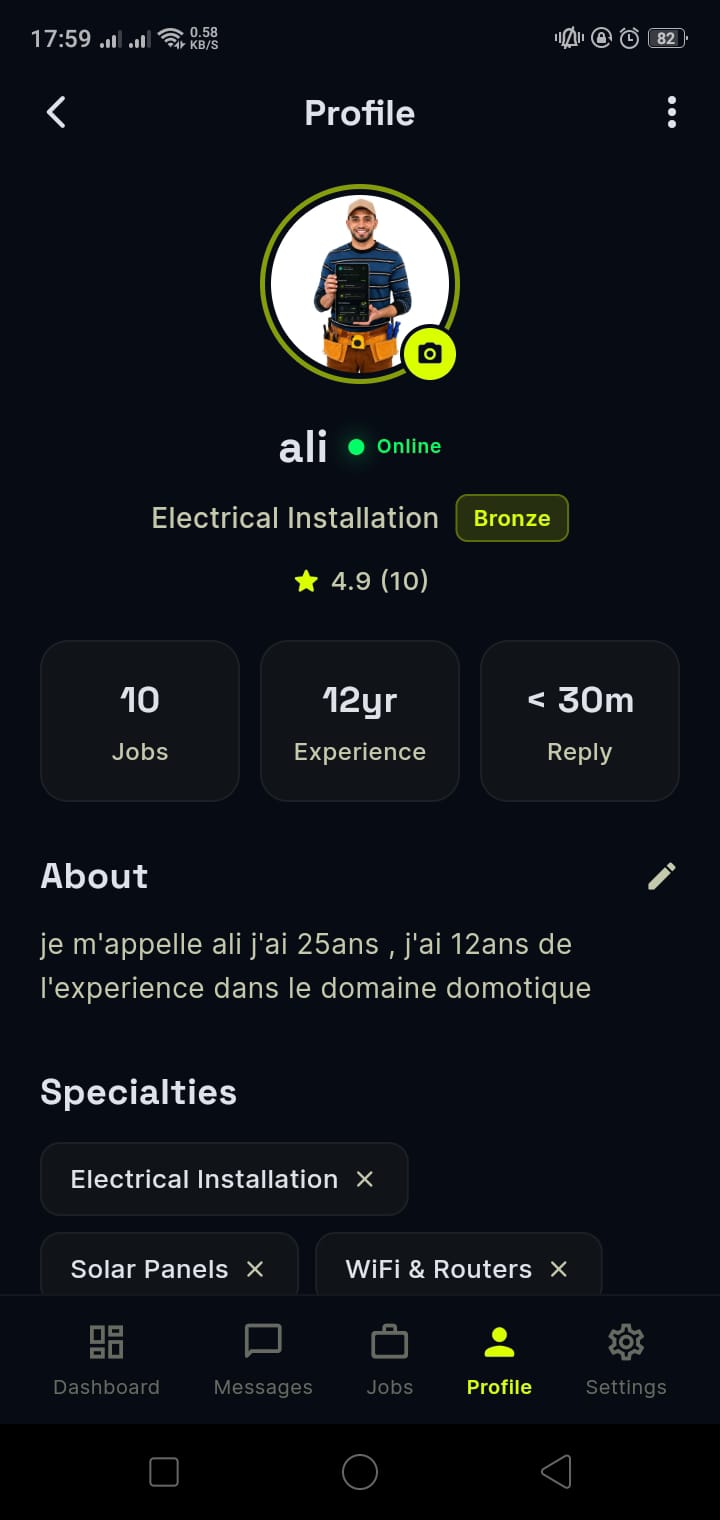 17:59 0.58 KB/S 82
Profile
ali Online
Electrical Installation Bronze
4.9 (10)
10 12yr < 30m
Jobs Experience Reply
About
je m'appelle ali j'ai 25ans , j'ai 12ans de
l'experience dans le domaine domotique
Specialties
Electrical Installation ×
Solar Panels × WiFi & Routers ×
Dashboard Messages Jobs Profile Settings